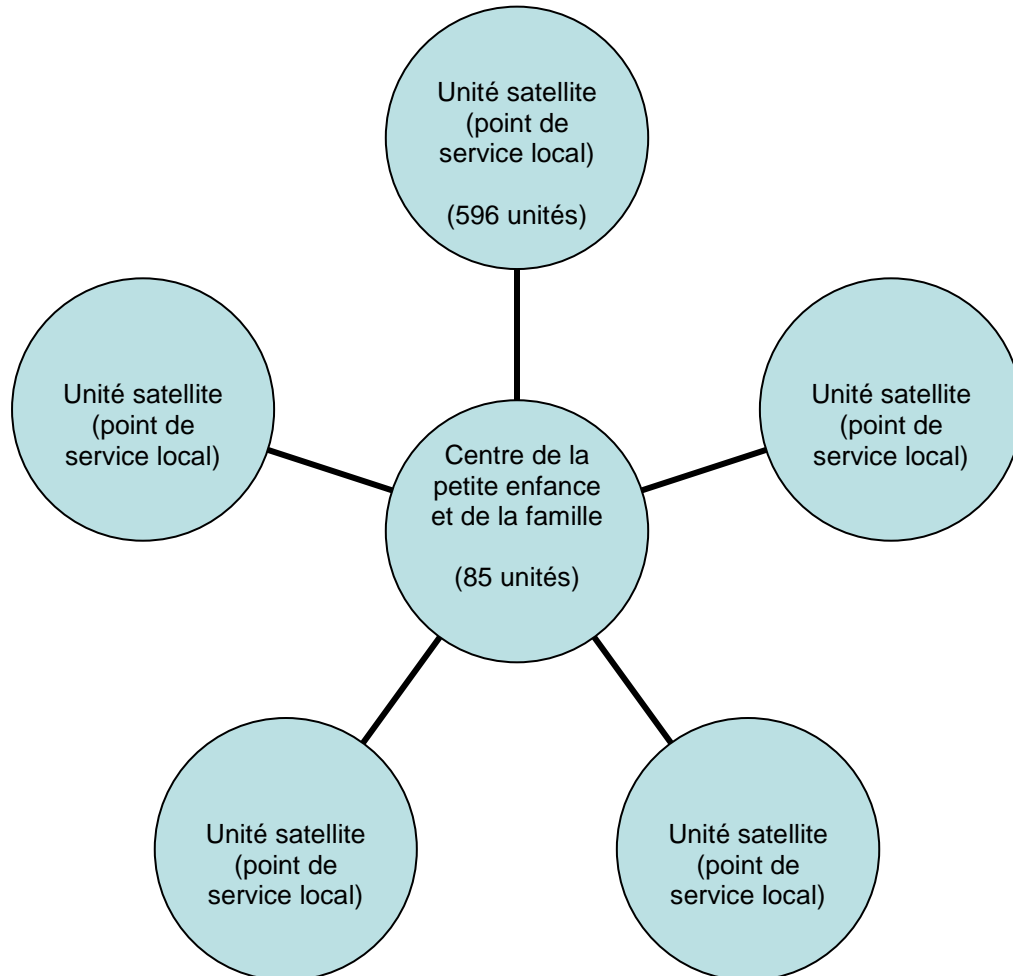 Unité satellite
(point de
service local)
(596 unités)
Unité satellite
(point de
service local)
Unité satellite
(point de
service local)
Centre de la
petite enfance
et de la famille
(85 unités)
Unité satellite
(point de
service local)
Unité satellite
(point de
service local)